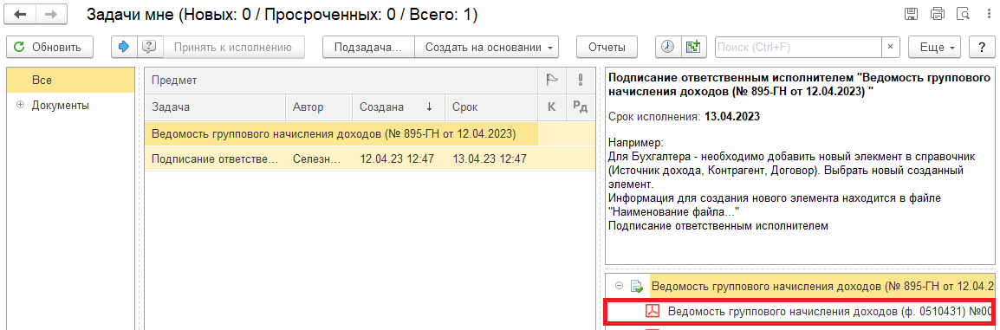 Задачи мне (Новых: 0 / Просроченных: 0 / Всего: 1)
Обновить
Принять к исполнению
Подзадача...
Создать на основании
Отчеты
Поиск (Ctrl+F)
×
Еще
?
Все
Документы
Предмет
Задача
Автор
Создана ↓
Срок
К
Рд
Ведомость группового начисления доходов (№ 895-ГН от 12.04.2023)
Подписание ответстве...
Селезн...
12.04.23 12:47
13.04.23 12:47
Подписание ответственным исполнителем "Ведомость группового
начисления доходов (№ 895-ГН от 12.04.2023) "
Срок исполнения: 13.04.2023
Например:
Для Бухгалтера - необходимо добавить новый элекмент в справочник
(Источник дохода, Контрагент, Договор). Выбрать новый созданный
элемент.
Информация для создания нового элемента находится в файле
"Наименование файла..."
Подписание ответственным исполнителем
Ведомость группового начисления доходов (№ 895-ГН от 12.04.2
Ведомость группового начисления доходов (ф. 0510431) №00